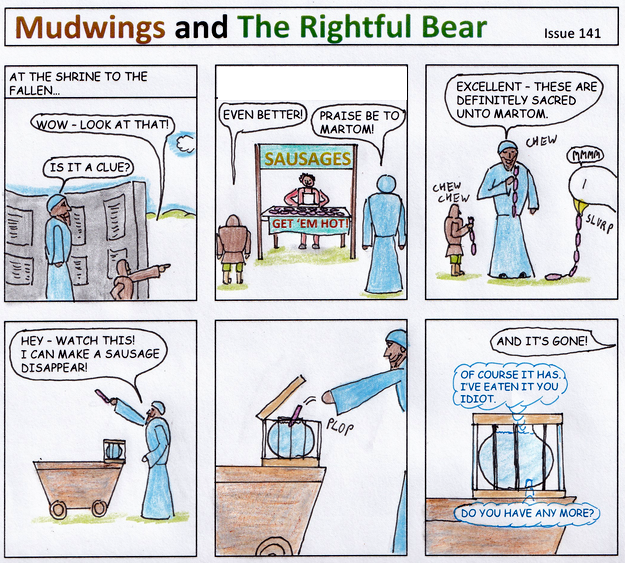 Mudwings and The Rightful Bear
Issue 141
AT THE SHRINE TO THE
FALLEN...
WOW - LOOK AT THAT!
IS IT A CLUE?
EVEN BETTER!
PRAISE BE TO
MARTOM!
SAUSAGES
GET 'EM HOT!
EXCELLENT - THESE ARE
DEFINITELY SACRED
UNTO MARTOM.
CHEW
MMMM
CHEW
CHEW
SLURP
HEY - WATCH THIS!
I CAN MAKE A SAUSAGE
DISAPPEAR!
PLOP
AND IT'S GONE!
OF COURSE IT HAS.
I'VE EATEN IT YOU
IDIOT.
DO YOU HAVE ANY MORE?